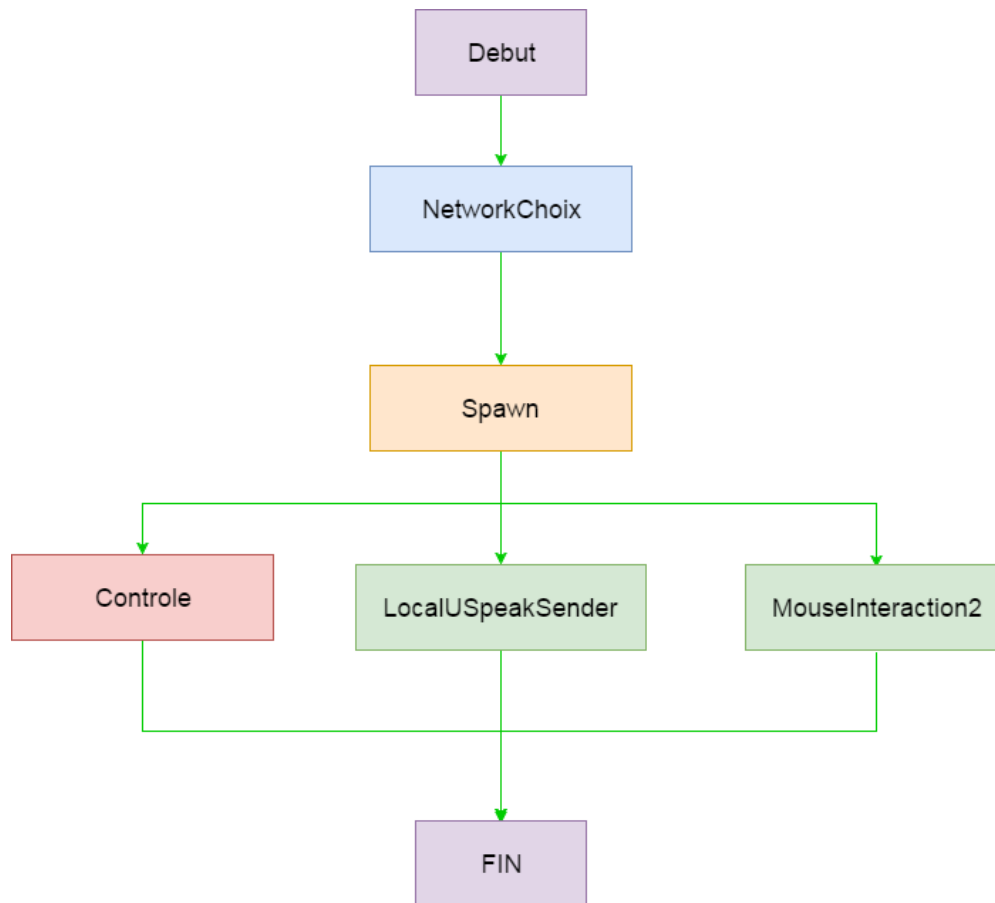 Debut
NetworkChoix
Spawn
Controle
LocalUSpeakSender
MouseInteraction2
FIN